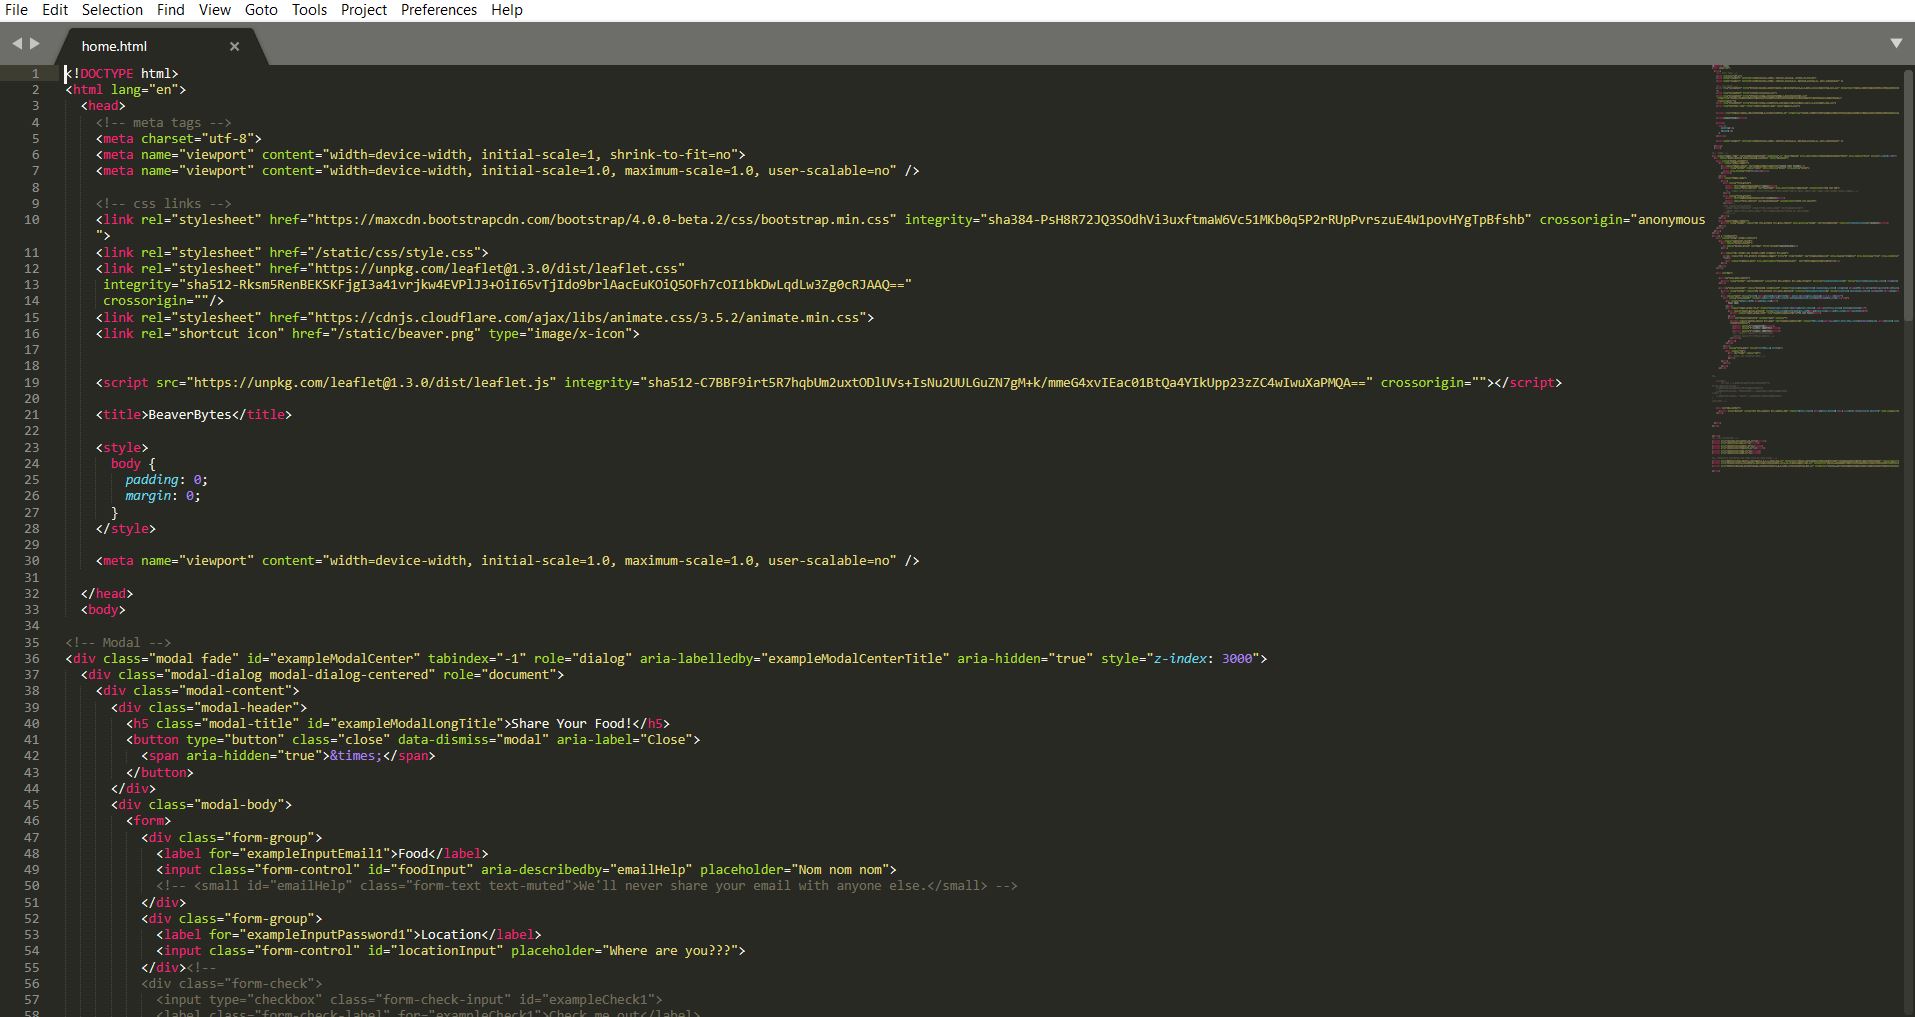 File Edit Selection Find View Goto Tools Project Preferences Help
home.html ×
1 <!DOCTYPE html>
2 <html lang="en">
3 <head>
4 <!-- meta tags -->
5 <meta charset="utf-8">
6 <meta name="viewport" content="width=device-width, initial-scale=1, shrink-to-fit=no">
7 <meta name="viewport" content="width=device-width, initial-scale=1.0, maximum-scale=1.0, user-scalable=no" />
8
9 <!-- css links -->
10 <link rel="stylesheet" href="https://maxcdn.bootstrapcdn.com/bootstrap/4.0.0-beta.2/css/bootstrap.min.css" integrity="sha384-PsH8R72JQ3SOdhVi3uxftmaW6Vc51MKb0q5P2rRUpPvrszuE4W1povHYgTpBfshb" crossorigin="anonymous
">
11 <link rel="stylesheet" href="/static/css/style.css">
12 <link rel="stylesheet" href="https://unpkg.com/leaflet@1.3.0/dist/leaflet.css"
13 integrity="sha512-Rksm5RenBEKSKFjgI3a41vrjkw4EVPlJ3+OiI65vTjIdo9brlAacEuKOiQ5OFh7cOI1bkDwLqdLw3Zg0cRJAAQ=="
14 crossorigin=""/>
15 <link rel="stylesheet" href="https://cdnjs.cloudflare.com/ajax/libs/animate.css/3.5.2/animate.min.css">
16 <link rel="shortcut icon" href="/static/beaver.png" type="image/x-icon">
17
18
19 <script src="https://unpkg.com/leaflet@1.3.0/dist/leaflet.js" integrity="sha512-C7BBF9irt5R7hqbUm2uxtODlUVs+IsNu2UULGuZN7gM+k/mmeG4xvIEac01BtQa4YIkUpp23zZC4wIwuXaPMQA==" crossorigin=""></script>
20
21 <title>BeaverBytes</title>
22
23 <style>
24 body {
25 padding: 0;
26 margin: 0;
27 }
28 </style>
29
30 <meta name="viewport" content="width=device-width, initial-scale=1.0, maximum-scale=1.0, user-scalable=no" />
31
32 </head>
33 <body>
34
35 <!-- Modal -->
36 <div class="modal fade" id="exampleModalCenter" tabindex="-1" role="dialog" aria-labelledby="exampleModalCenterTitle" aria-hidden="true" style="z-index: 3000">
37 <div class="modal-dialog modal-dialog-centered" role="document">
38 <div class="modal-content">
39 <div class="modal-header">
40 <h5 class="modal-title" id="exampleModalLongTitle">Share Your Food!</h5>
41 <button type="button" class="close" data-dismiss="modal" aria-label="Close">
42 <span aria-hidden="true">&times;</span>
43 </button>
44 </div>
45 <div class="modal-body">
46 <form>
47 <div class="form-group">
48 <label for="exampleInputEmail1">Food</label>
49 <input class="form-control" id="foodInput" aria-describedby="emailHelp" placeholder="Nom nom nom">
50 <!-- <small id="emailHelp" class="form-text text-muted">We'll never share your email with anyone else.</small> -->
51 </div>
52 <div class="form-group">
53 <label for="exampleInputPassword1">Location</label>
54 <input class="form-control" id="locationInput" placeholder="Where are you???">
55 </div><!--
56 <div class="form-check">
57 <input type="checkbox" class="form-check-input" id="exampleCheck1">
58 <label class="form-check-label" for="exampleCheck1">Check me out</label>